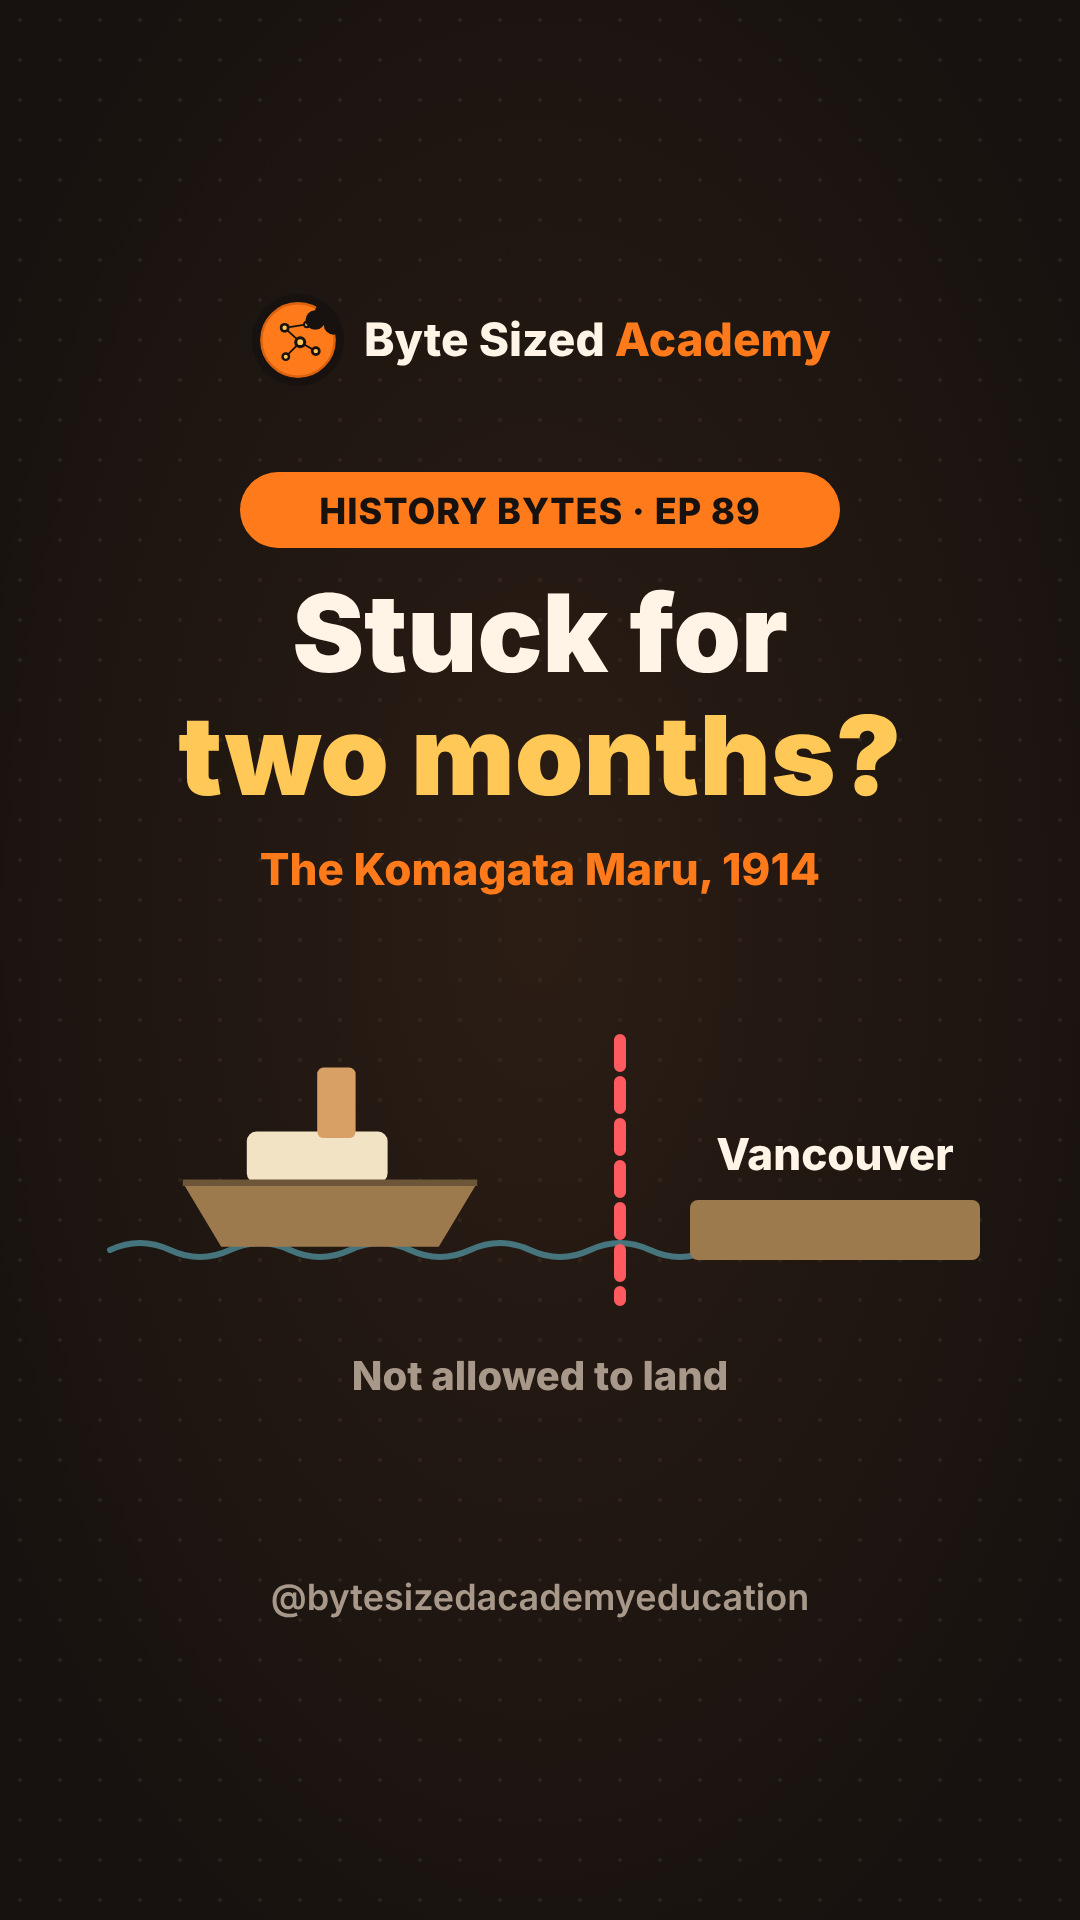 Byte Sized Academy
HISTORY BYTES · EP 89
Stuck for
two months?
The Komagata Maru, 1914
Vancouver
Not allowed to land
@bytesizedacademyeducation